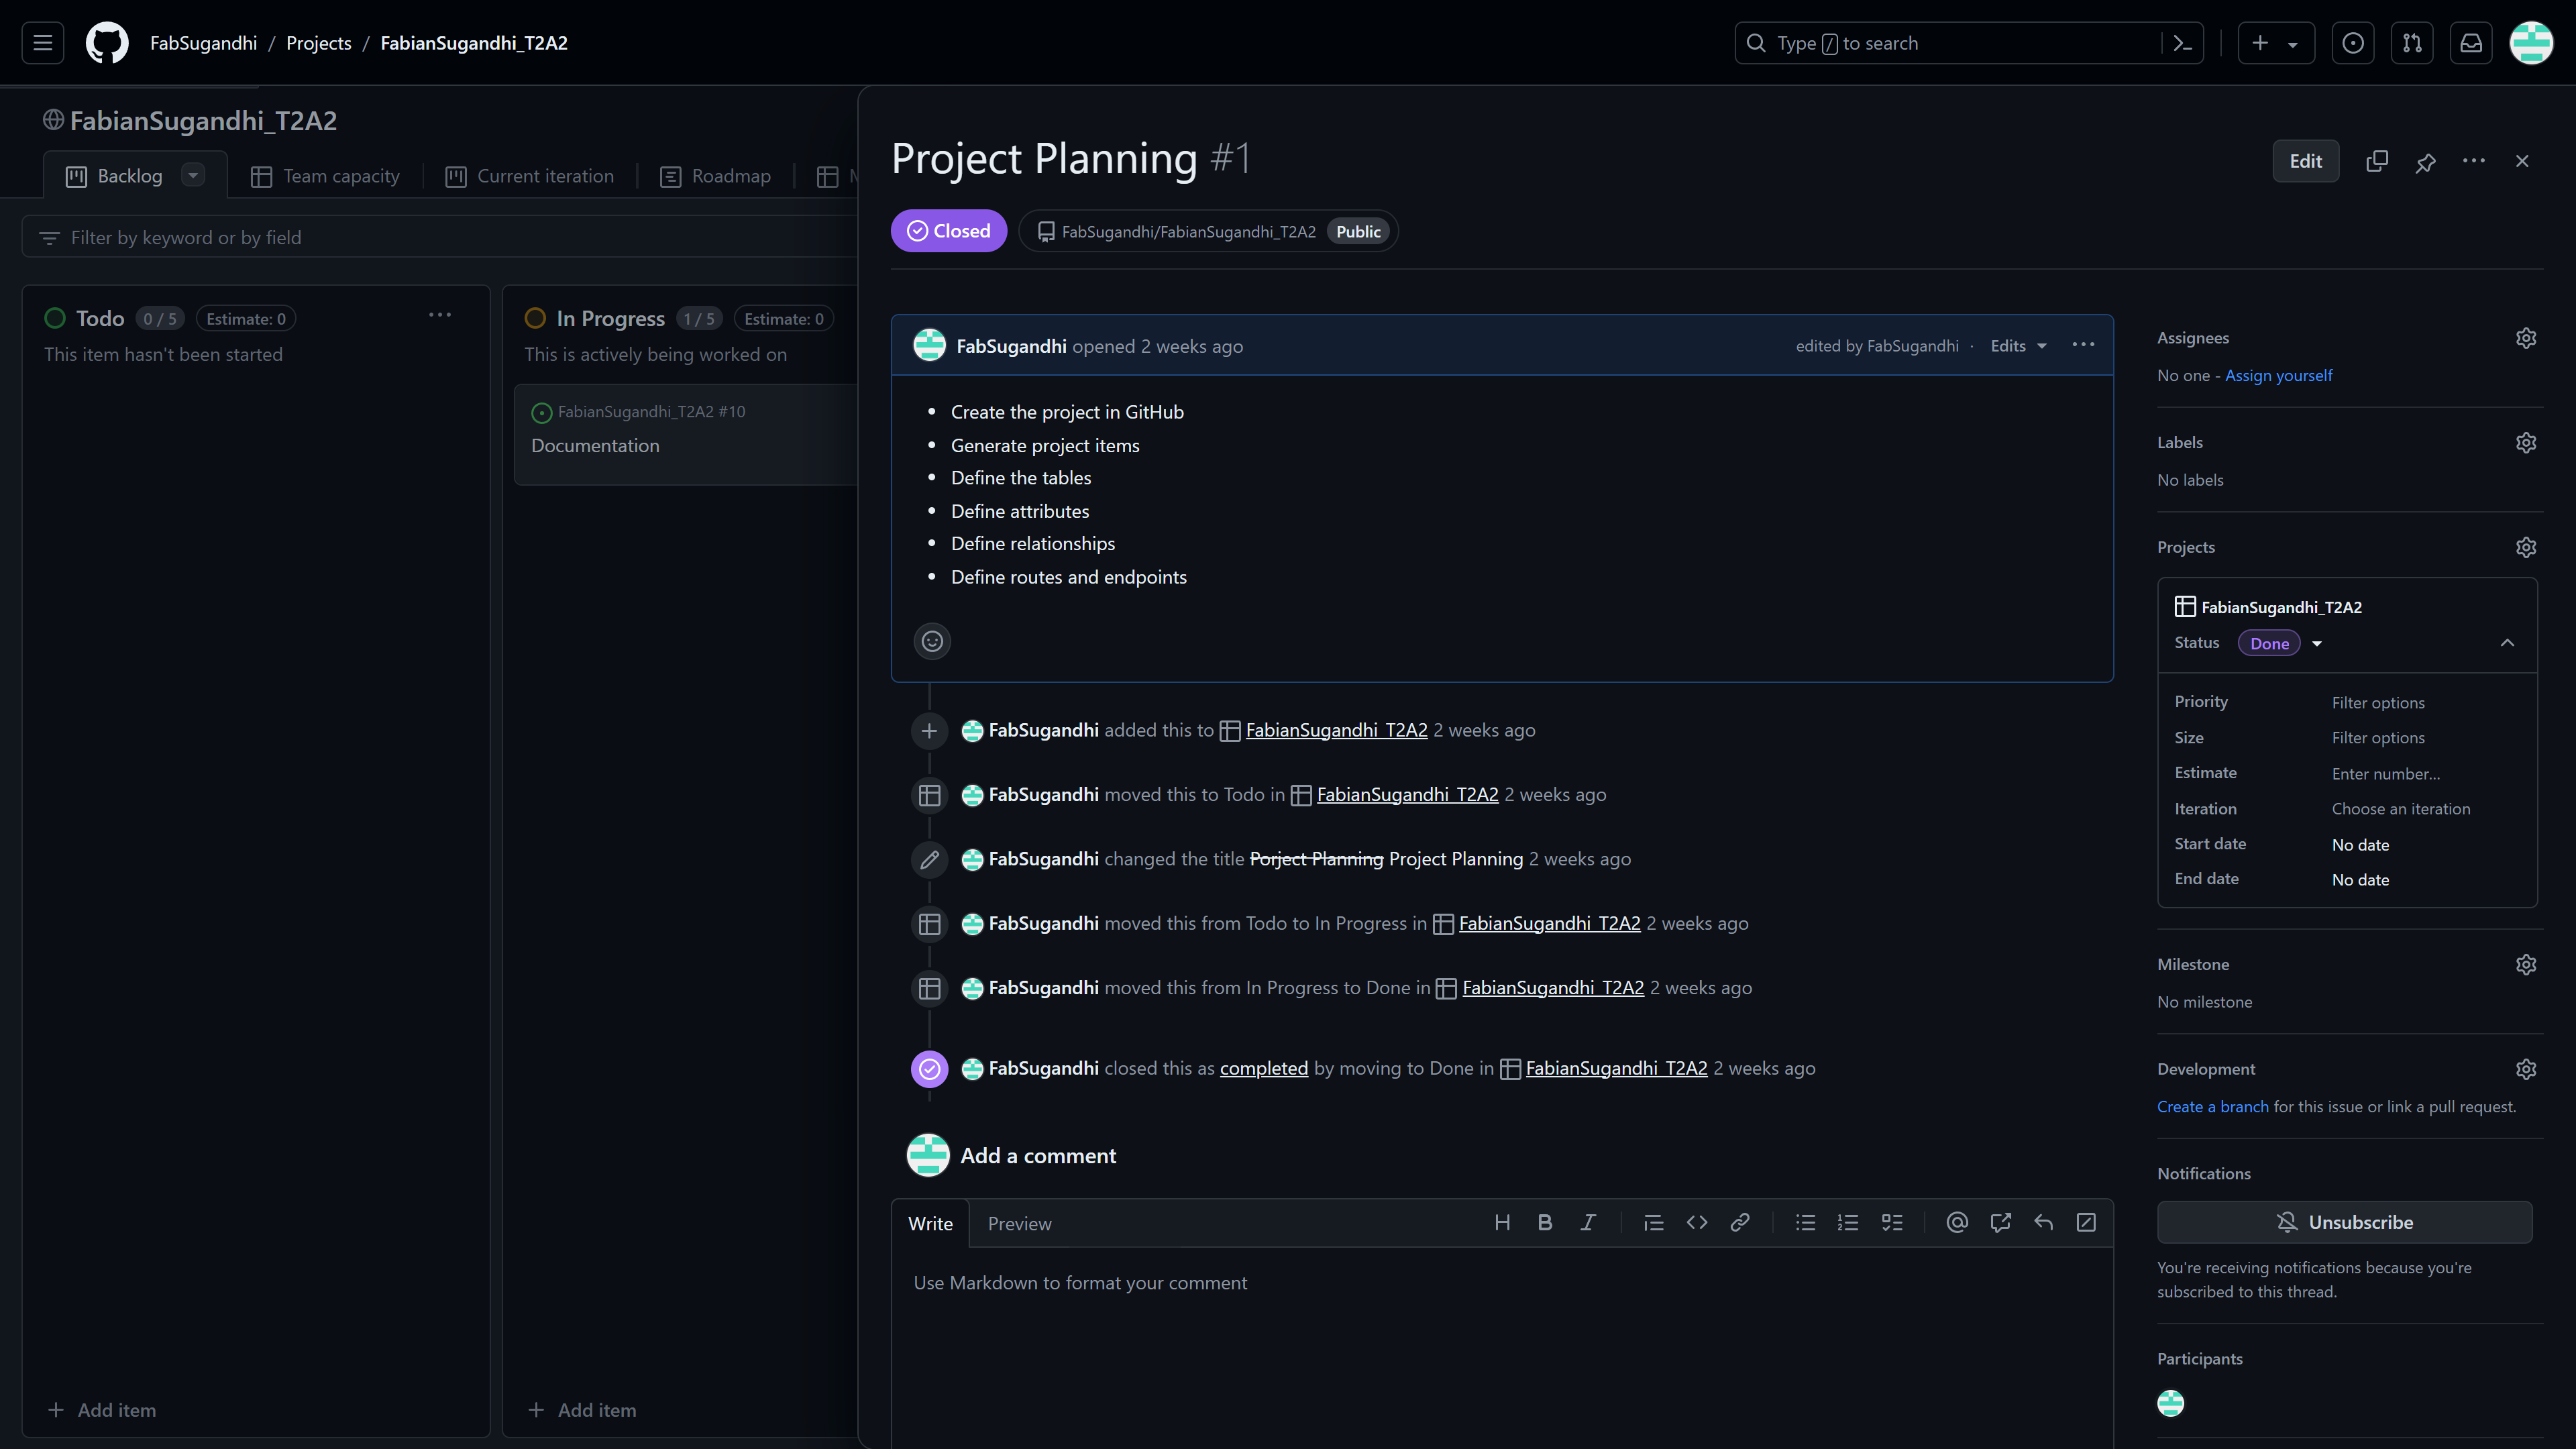 FabSugandhi / Projects / FabianSugandhi_T2A2
Type / to search
FabianSugandhi_T2A2
Backlog
Team capacity
Current iteration
Roadmap
Filter by keyword or by field
Todo 0 / 5 Estimate: 0
This item hasn't been started
Add item
In Progress 1 / 5 Estimate: 0
This is actively being worked on
FabianSugandhi_T2A2 #10
Documentation
Add item
Project Planning #1
Edit
Closed
FabSugandhi/FabianSugandhi_T2A2 Public
FabSugandhi opened 2 weeks ago
edited by FabSugandhi · Edits
• Create the project in GitHub
• Generate project items
• Define the tables
• Define attributes
• Define relationships
• Define routes and endpoints
FabSugandhi added this to FabianSugandhi_T2A2 2 weeks ago
FabSugandhi moved this to Todo in FabianSugandhi_T2A2 2 weeks ago
FabSugandhi changed the title Porject Planning Project Planning 2 weeks ago
FabSugandhi moved this from Todo to In Progress in FabianSugandhi_T2A2 2 weeks ago
FabSugandhi moved this from In Progress to Done in FabianSugandhi_T2A2 2 weeks ago
FabSugandhi closed this as completed by moving to Done in FabianSugandhi_T2A2 2 weeks ago
Add a comment
Write
Preview
Use Markdown to format your comment
Assignees
No one - Assign yourself
Labels
No labels
Projects
FabianSugandhi_T2A2
Status Done
Priority Filter options
Size Filter options
Estimate Enter number...
Iteration Choose an iteration
Start date No date
End date No date
Milestone
No milestone
Development
Create a branch for this issue or link a pull request.
Notifications
Unsubscribe
You're receiving notifications because you're
subscribed to this thread.
Participants